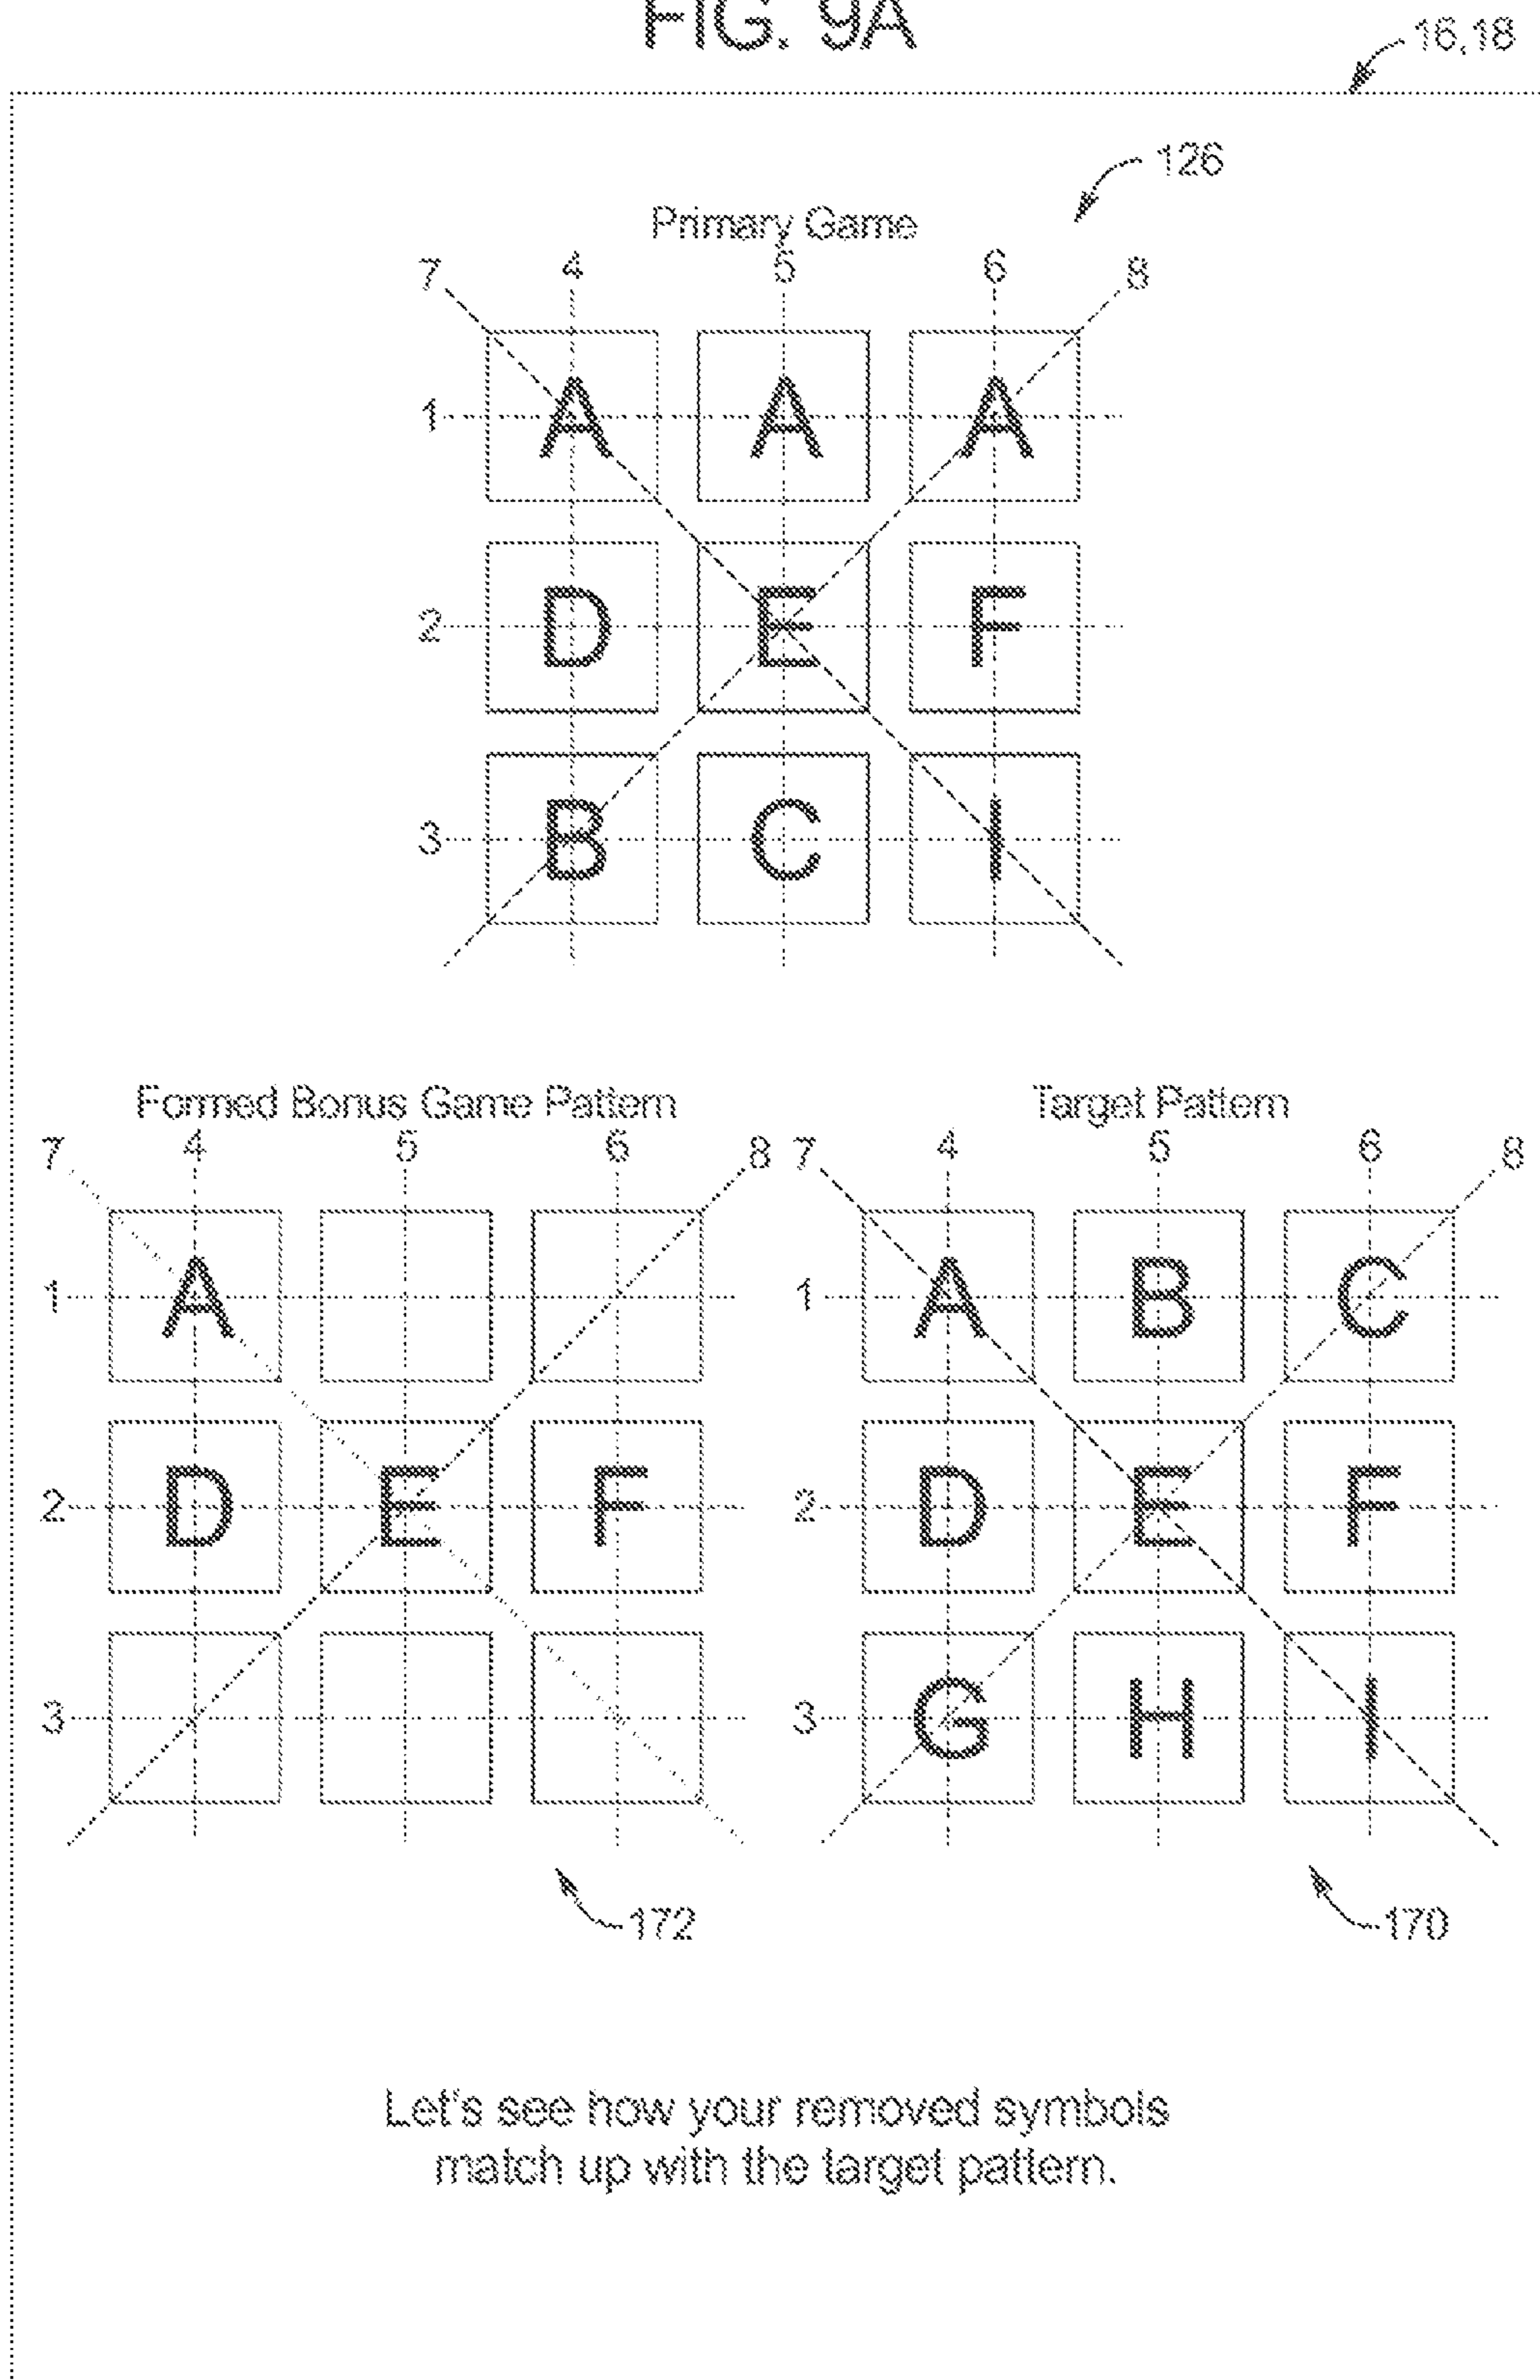 FIG. 9A
16,18
126
Primary Game
7 4 5 6 8
1 A A A
2 D E F
3 B C I
Formed Bonus Game Pattern
7 4 5 6 8
1 A
2 D E F
3
172
Target Pattern
7 4 5 6 8
1 A B C
2 D E F
3 G H I
170
Let's see how your removed symbols
match up with the target pattern.